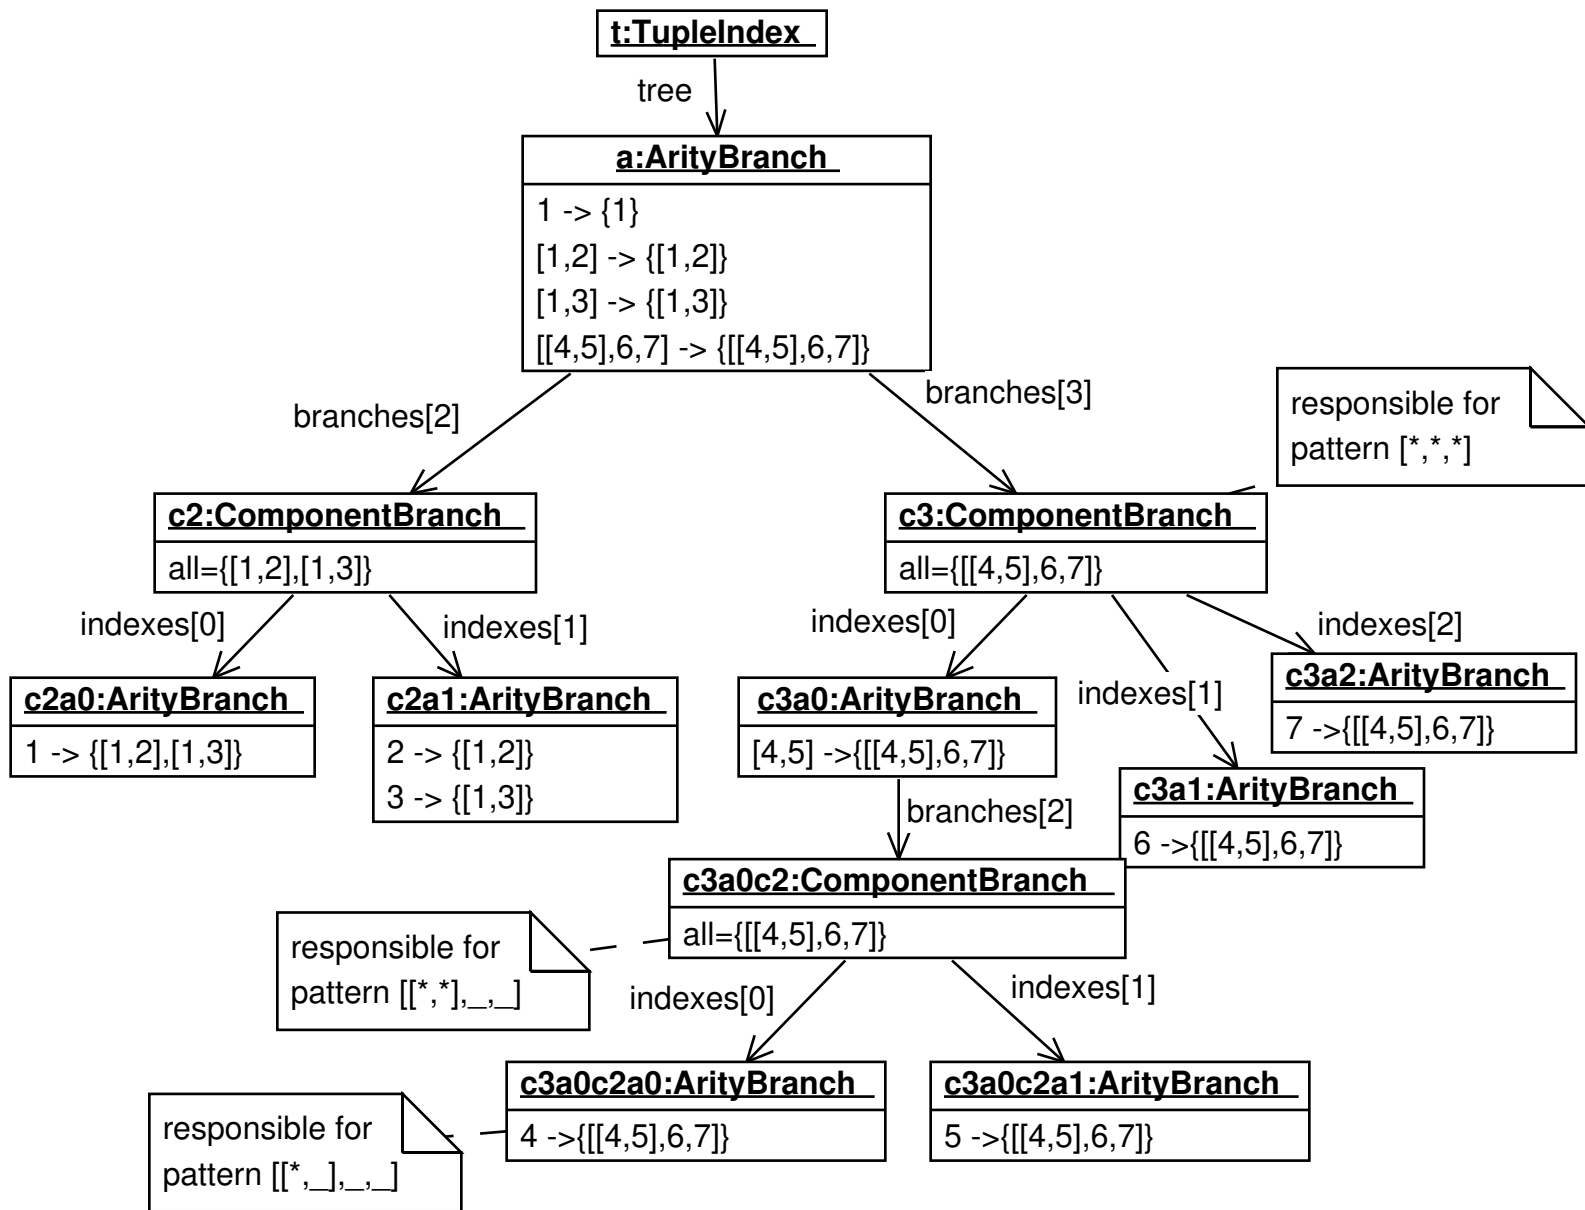 t:TupleIndex
tree
a:ArityBranch
1 -> {1}
[1,2] -> {[1,2]}
[1,3] -> {[1,3]}
[[4,5],6,7] -> {[[4,5],6,7]}
branches[2]
branches[3]
responsible for
pattern [*,*,*]
c2:ComponentBranch
all={[1,2],[1,3]}
c3:ComponentBranch
all={[[4,5],6,7]}
indexes[0]
indexes[1]
indexes[0]
indexes[1]
indexes[2]
c2a0:ArityBranch
1 -> {[1,2],[1,3]}
c2a1:ArityBranch
2 -> {[1,2]}
3 -> {[1,3]}
c3a0:ArityBranch
[4,5] ->{[[4,5],6,7]}
c3a2:ArityBranch
7 ->{[[4,5],6,7]}
branches[2]
c3a1:ArityBranch
6 ->{[[4,5],6,7]}
c3a0c2:ComponentBranch
all={[[4,5],6,7]}
responsible for
pattern [[*,*],_,_]
indexes[0]
indexes[1]
c3a0c2a0:ArityBranch
4 ->{[[4,5],6,7]}
c3a0c2a1:ArityBranch
5 ->{[[4,5],6,7]}
responsible for
pattern [[*,_],_,_]